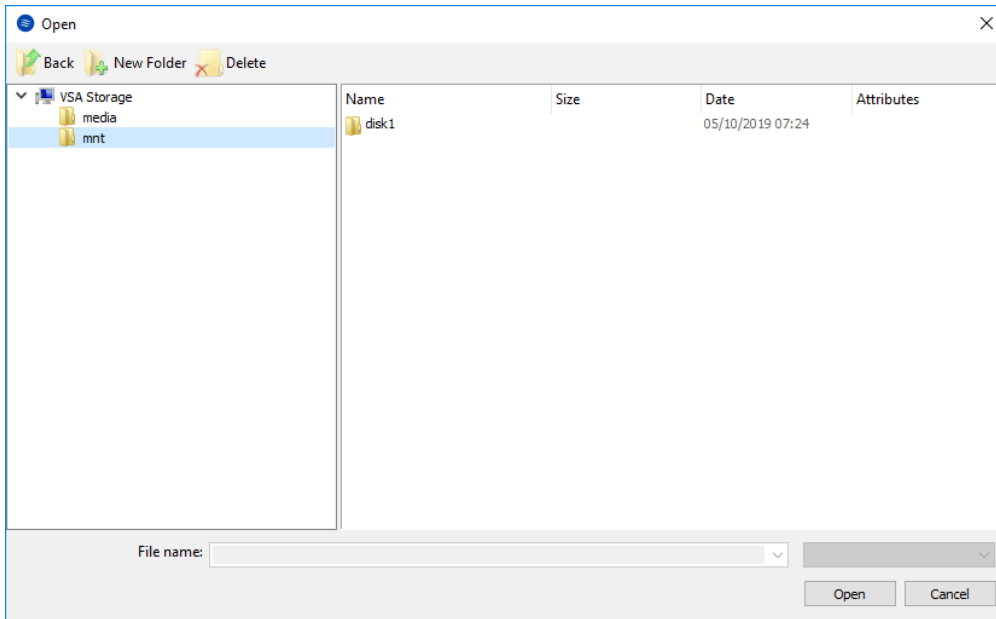 Open
Back New Folder Delete
VSA Storage
media
mnt
Name Size Date Attributes
disk1 05/10/2019 07:24
File name:
Open Cancel